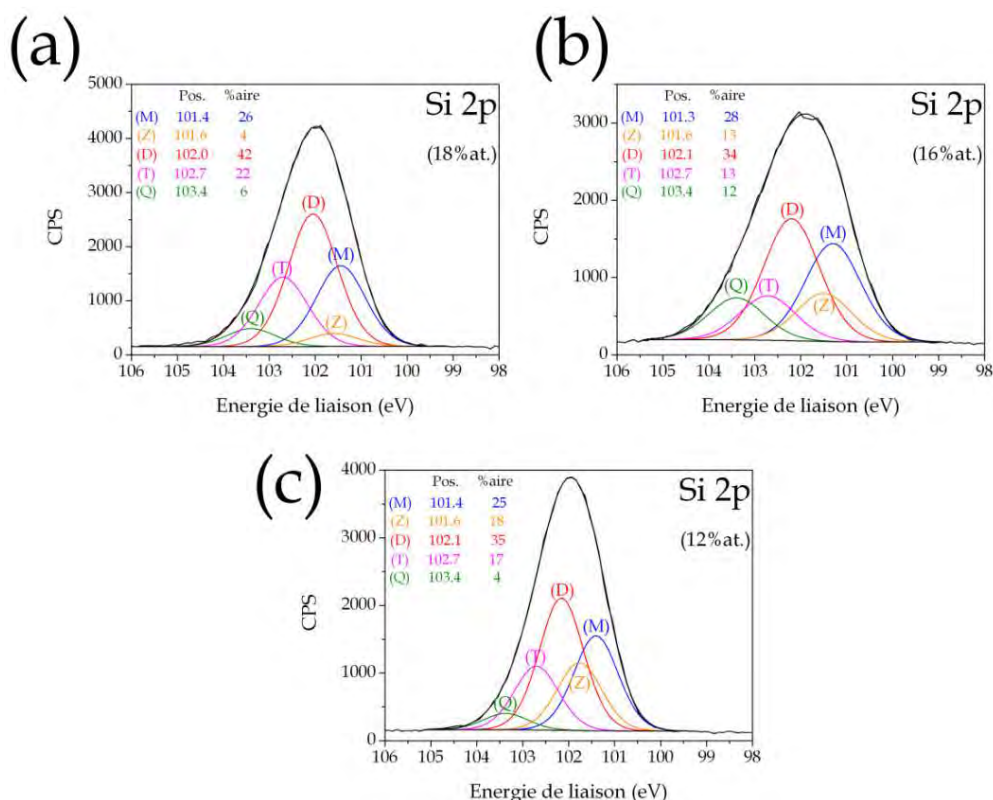 (a)
5000
4000
3000
2000
1000
0
CPS
Pos. %aire
(M) 101.4 26
(Z) 101.6 4
(D) 102.0 42
(T) 102.7 22
(Q) 103.4 6
Si 2p
(18%at.)
(D)
(M)
(T)
(Q)
(Z)
106 105 104 103 102 101 100 99 98
Energie de liaison (eV)
(b)
3000
2000
1000
0
CPS
Pos. %aire
(M) 101.3 28
(Z) 101.6 13
(D) 102.1 34
(T) 102.7 13
(Q) 103.4 12
Si 2p
(16%at.)
(D)
(M)
(Q)
(T)
(Z)
106 105 104 103 102 101 100 99 98
Energie de liaison (eV)
(c)
4000
3000
2000
1000
0
CPS
Pos. %aire
(M) 101.4 25
(Z) 101.6 18
(D) 102.1 35
(T) 102.7 17
(Q) 103.4 4
Si 2p
(12%at.)
(D)
(M)
(T)
(Z)
(Q)
106 105 104 103 102 101 100 99 98
Energie de liaison (eV)